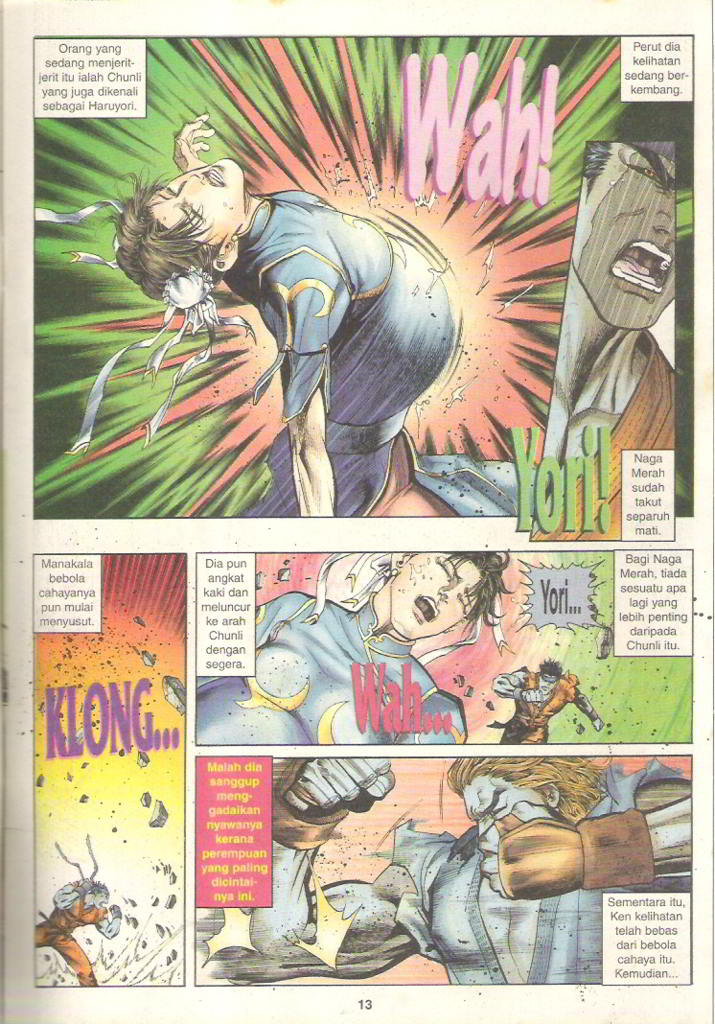 Orang yang
sedang menjerit-
jerit itu ialah Chunli
yang juga dikenali
sebagai Haruyori.
Wah!
Perut dia
kelihatan
sedang ber-
kembang.
Yori!
Naga
Merah
sudah
takut
separuh
mati.
Manakala
bebola
cahayanya
pun mulai
menyusut.
KLONG...
Dia pun
angkat
kaki dan
meluncur
ke arah
Chunli
dengan
segera.
Wah...
Yori...
Bagi Naga
Merah, tiada
sesuatu apa
lagi yang
lebih penting
daripada
Chunli itu.
Malah dia
sanggup
meng-
gadaikan
nyawanya
kerana
perempuan
yang paling
dicintai-
nya ini.
Sementara itu,
Ken kelihatan
telah bebas
dari bebola
cahaya itu.
Kemudian...
13